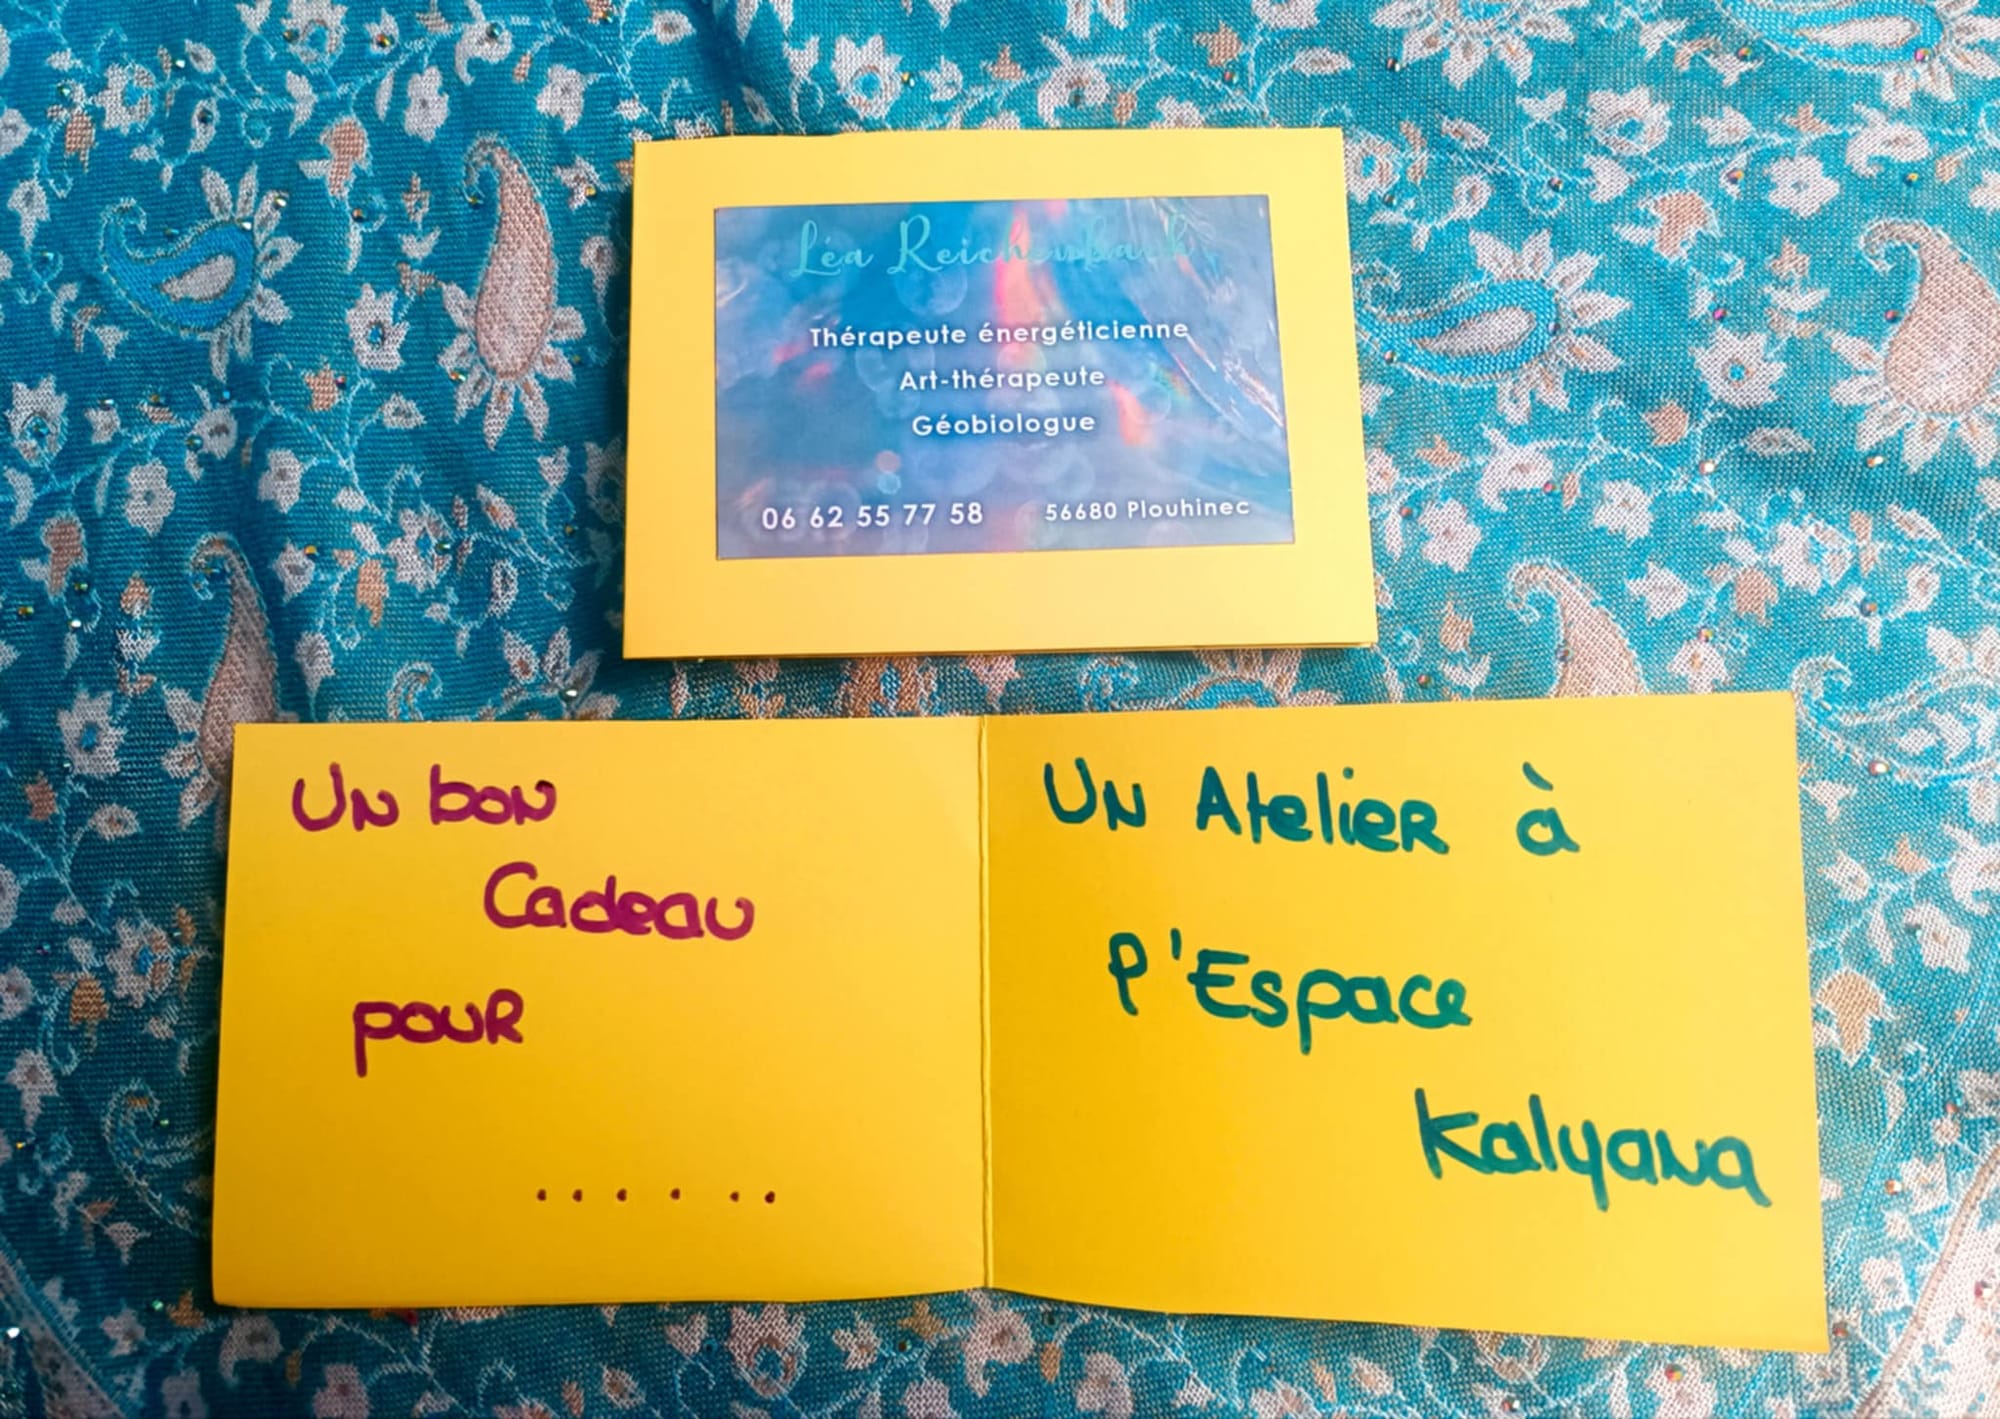 Léa Reichenbach
Thérapeute énergéticienne
Art-thérapeute
Géobiologue
06 62 55 77 58 56680 Plouhinec
Un bon
Cadeau
pour
......
Un Atelier à
l'Espace
Kalyana